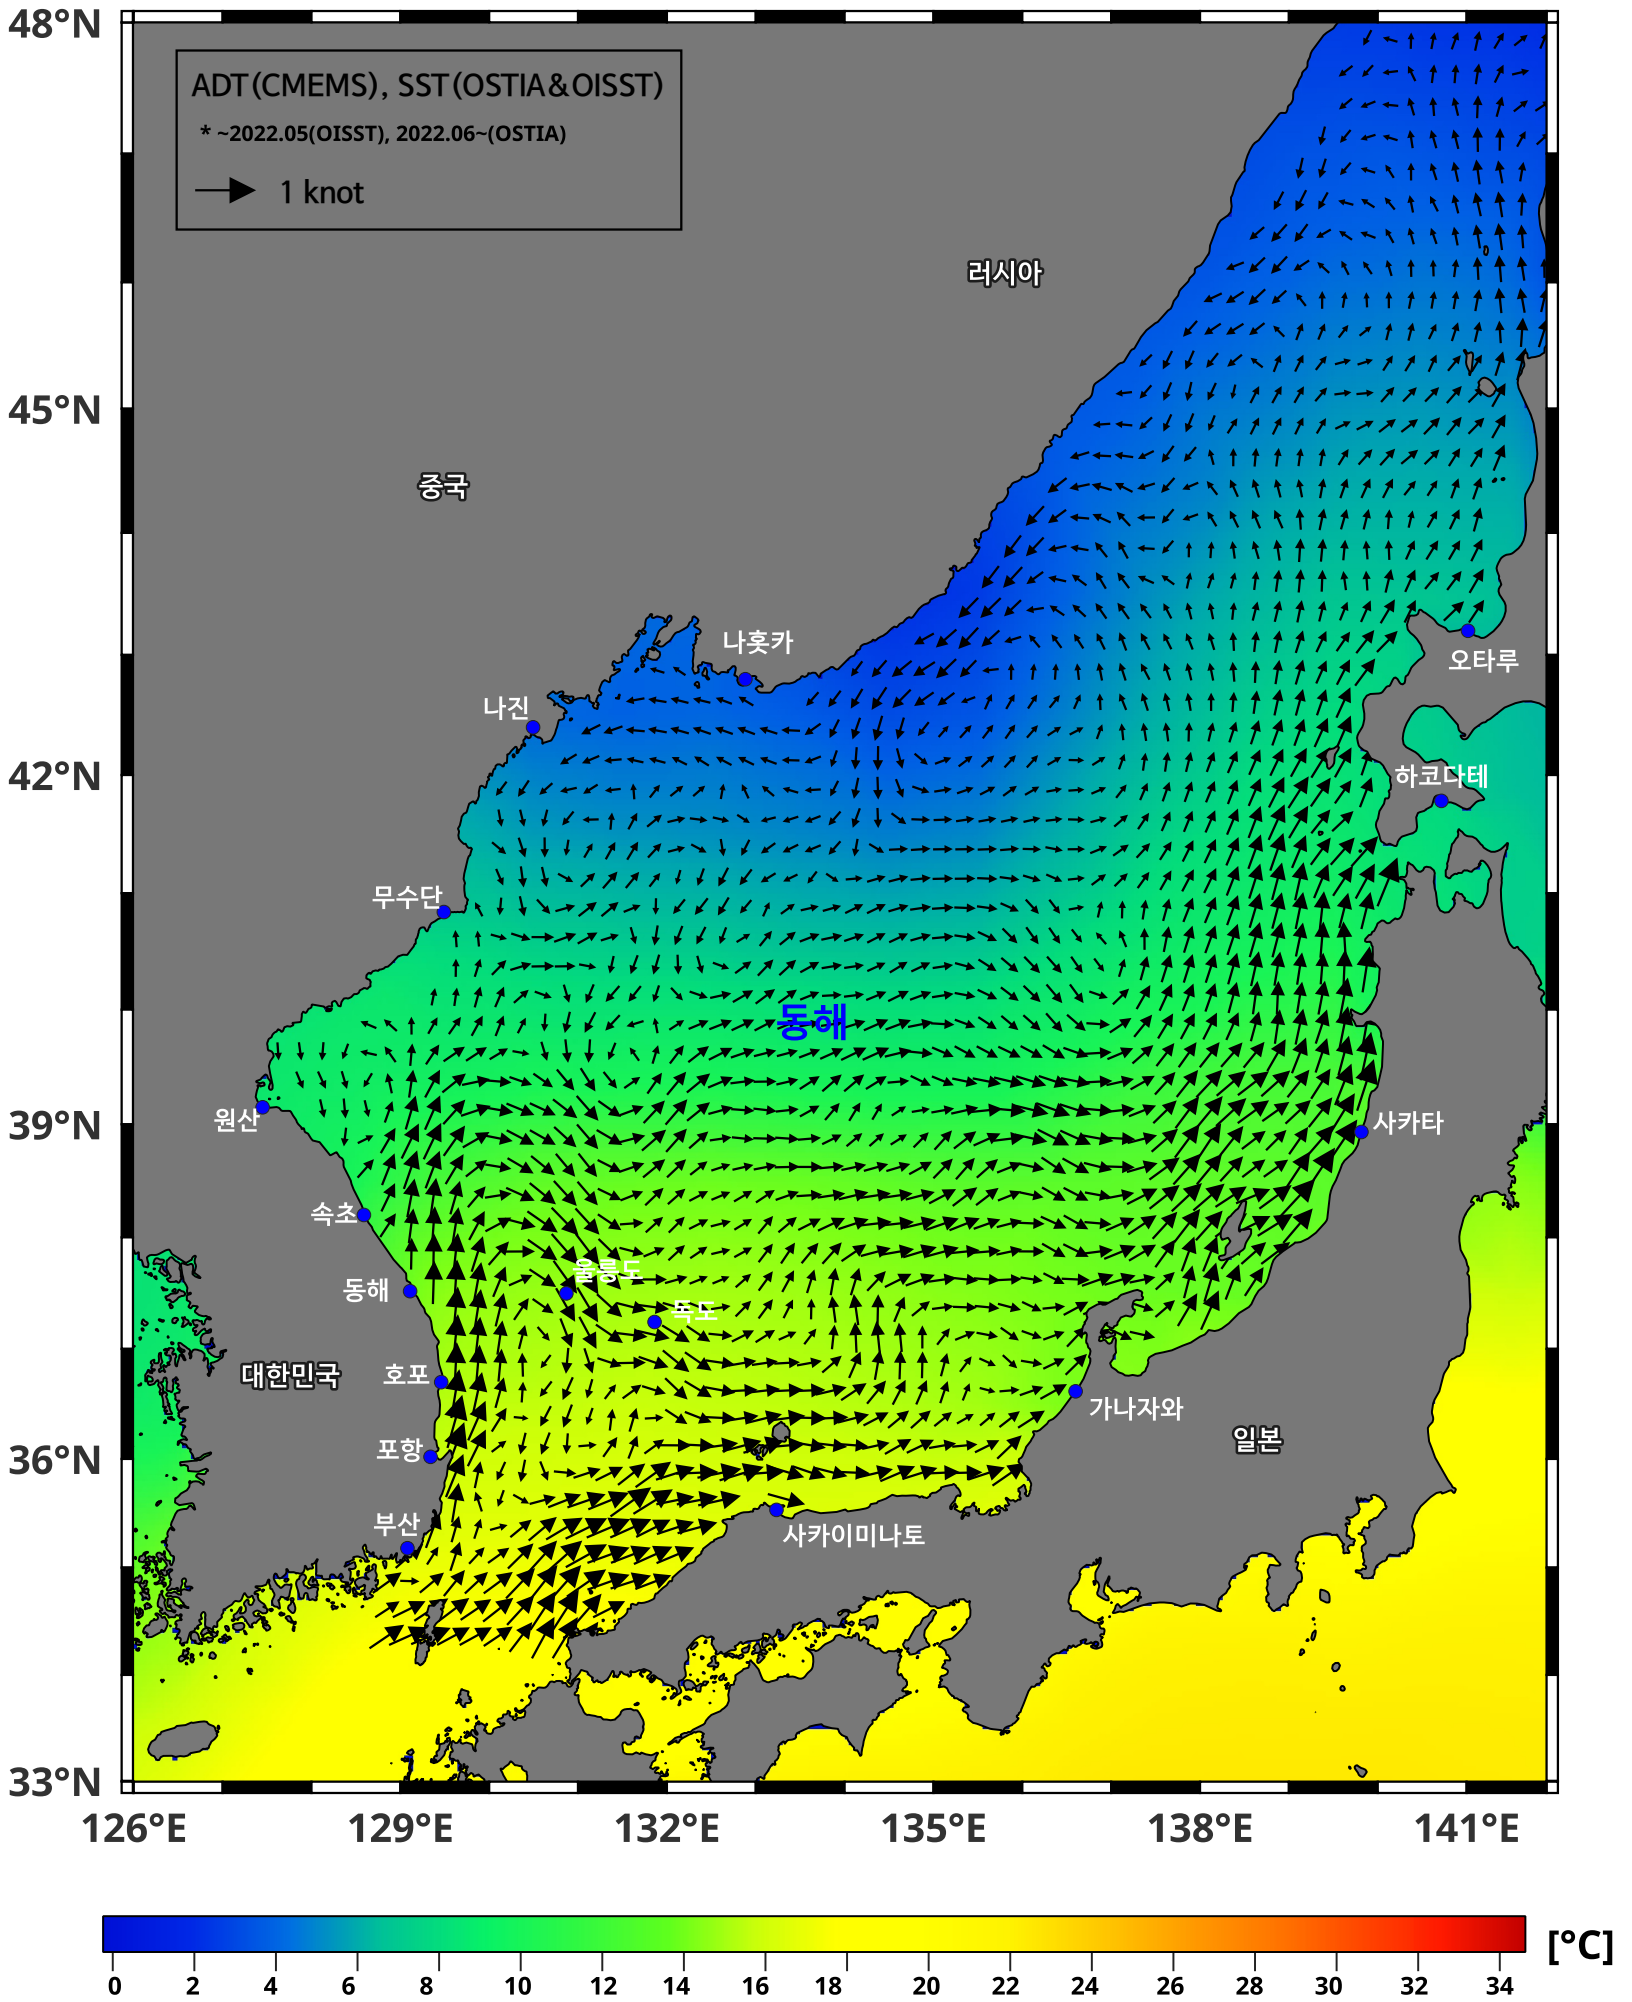 48°N
ADT(CMEMS), SST(OSTIA&OISST)
* ~2022.05(OISST), 2022.06~(OSTIA)
1 knot
러시아
45°N
중국
나홋카
오타루
나진
42°N
하코다테
무수단
동해
39°N
원산
사카타
속초
동해
울릉도
독도
대한민국
호포
가나자와
36°N
포항
일본
부산
사카이미나토
33°N
126°E 129°E 132°E 135°E 138°E 141°E
[°C]
0 2 4 6 8 10 12 14 16 18 20 22 24 26 28 30 32 34